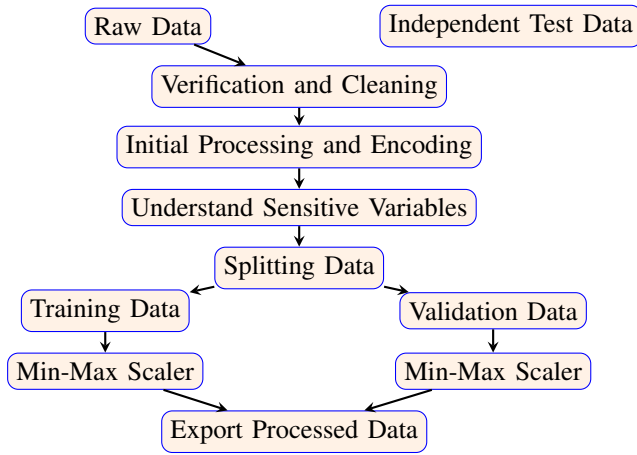 Raw Data
Independent Test Data
Verification and Cleaning
Initial Processing and Encoding
Understand Sensitive Variables
Splitting Data
Training Data
Validation Data
Min-Max Scaler
Min-Max Scaler
Export Processed Data